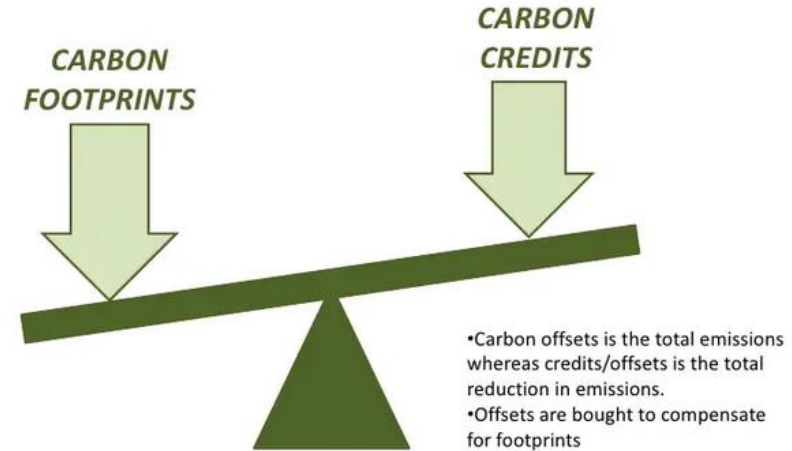 CARBON
FOOTPRINTS
CARBON
CREDITS
•Carbon offsets is the total emissions
whereas credits/offsets is the total
reduction in emissions.
•Offsets are bought to compensate
for footprints